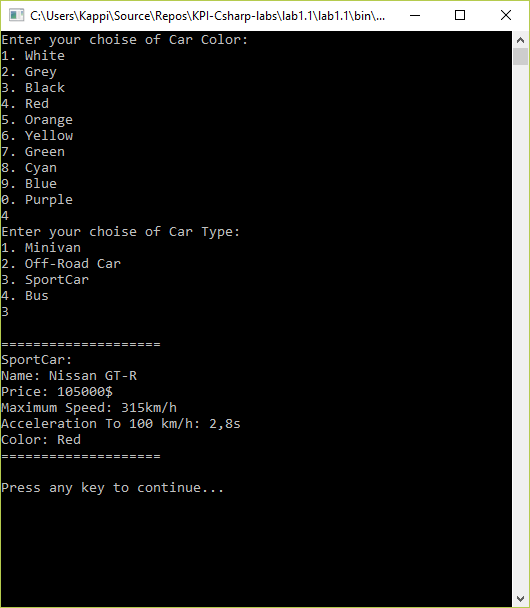 C:\Users\Kappi\Source\Repos\KPI-Csharp-labs\lab1.1\lab1.1\bin\...
Enter your choise of Car Color:
1. White
2. Grey
3. Black
4. Red
5. Orange
6. Yellow
7. Green
8. Cyan
9. Blue
0. Purple
4
Enter your choise of Car Type:
1. Minivan
2. Off-Road Car
3. SportCar
4. Bus
3
====================
SportCar:
Name: Nissan GT-R
Price: 105000$
Maximum Speed: 315km/h
Acceleration To 100 km/h: 2,8s
Color: Red
====================
Press any key to continue...